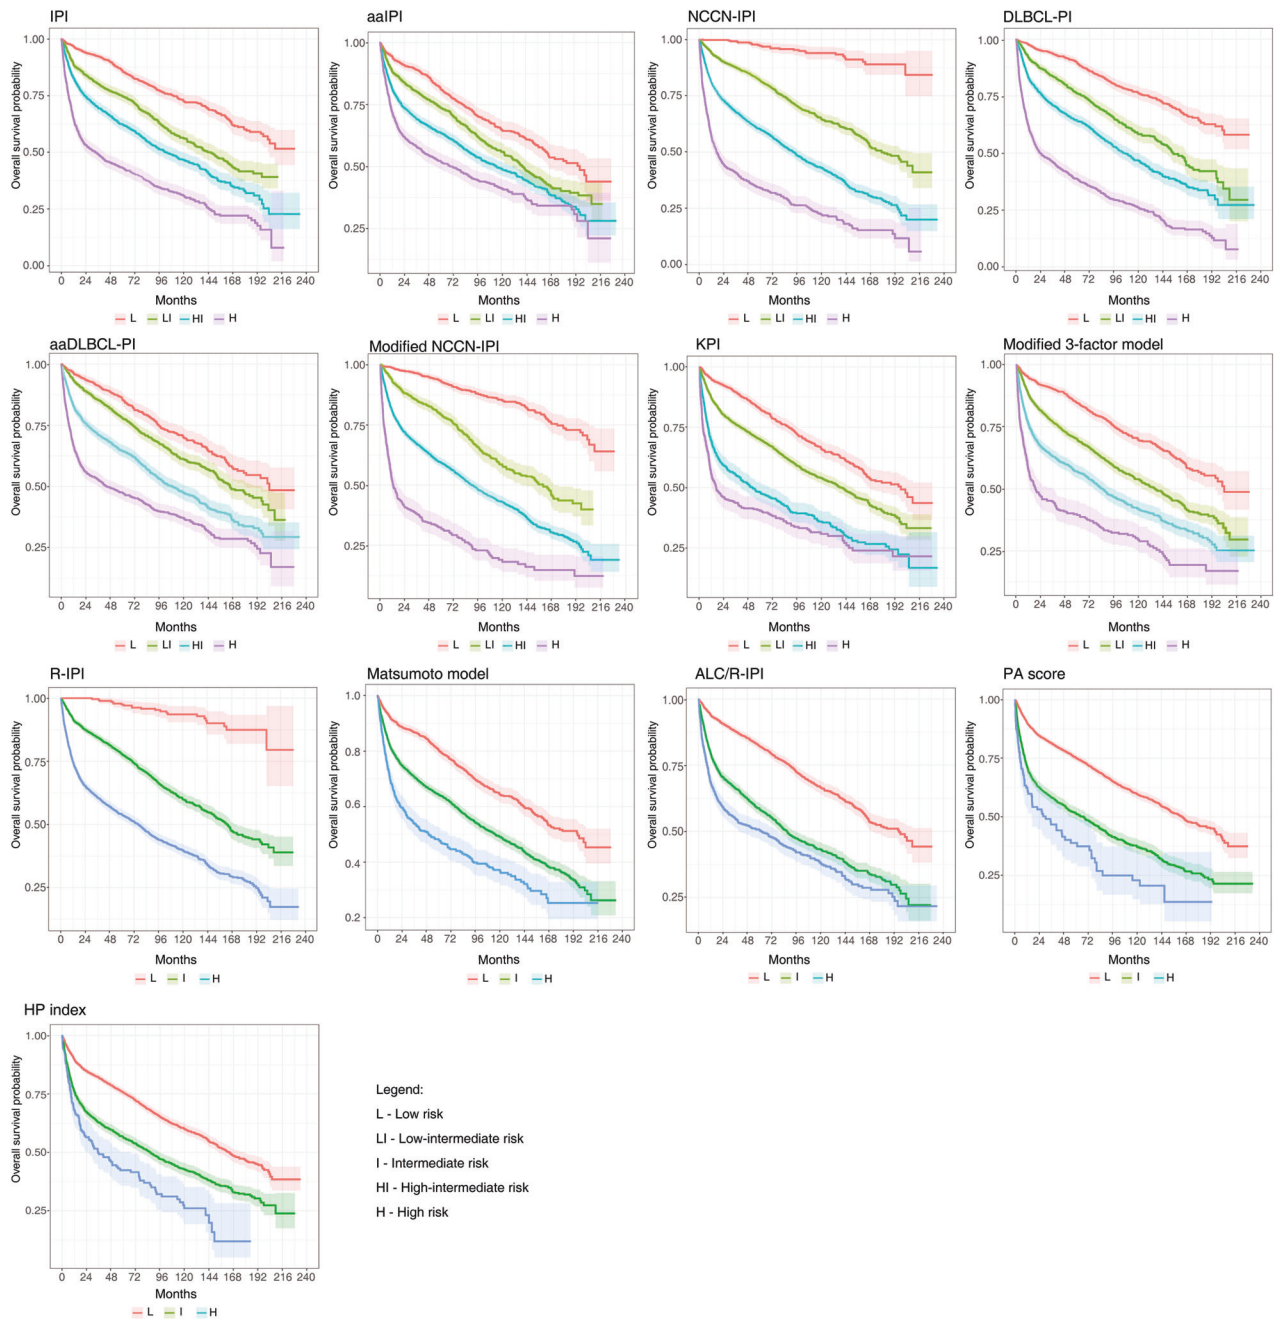 IPI
aaIPI
NCCN-IPI
DLBCL-PI
Overall survival probability
1.00
0.75
0.50
0.25
0.00
0 24 48 72 96 120 144 168 192 216 240
Months
L LI HI H
Overall survival probability
1.00
0.75
0.50
0.25
0 24 48 72 96 120 144 168 192 216 240
Months
L LI HI H
Overall survival probability
1.00
0.75
0.50
0.25
0.00
0 24 48 72 96 120 144 168 192 216 240
Months
L LI HI H
Overall survival probability
1.00
0.75
0.50
0.25
0.00
0 24 48 72 96 120 144 168 192 216 240
Months
L LI HI H
aaDLBCL-PI
Modified NCCN-IPI
KPI
Modified 3-factor model
Overall survival probability
1.00
0.75
0.50
0.25
0 24 48 72 96 120 144 168 192 216 240
Months
L LI HI H
Overall survival probability
1.00
0.75
0.50
0.25
0 24 48 72 96 120 144 168 192 216 240
Months
L LI HI H
Overall survival probability
1.00
0.75
0.50
0.25
0 24 48 72 96 120 144 168 192 216 240
Months
L LI HI H
Overall survival probability
1.00
0.75
0.50
0.25
0 24 48 72 96 120 144 168 192 216 240
Months
L LI HI H
R-IPI
Matsumoto model
ALC/R-IPI
PA score
Overall survival probability
1.00
0.75
0.50
0.25
0 24 48 72 96 120 144 168 192 216 240
Months
L I H
Overall survival probability
1.0
0.8
0.6
0.4
0.2
0 24 48 72 96 120 144 168 192 216 240
Months
L I H
Overall survival probability
1.00
0.75
0.50
0.25
0 24 48 72 96 120 144 168 192 216 240
Months
L I H
Overall survival probability
1.00
0.75
0.50
0.25
0 24 48 72 96 120 144 168 192 216 240
Months
L I H
HP index
Overall survival probability
1.00
0.75
0.50
0.25
0 24 48 72 96 120 144 168 192 216 240
Months
L I H
Legend:
L - Low risk
LI - Low-intermediate risk
I - Intermediate risk
HI - High-intermediate risk
H - High risk